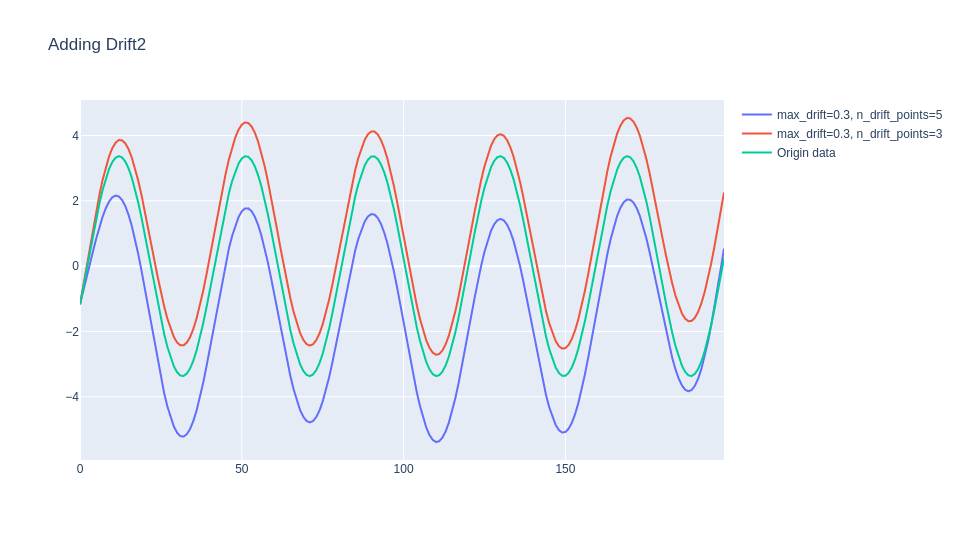 Adding Drift2
max_drift=0.3, n_drift_points=5
max_drift=0.3, n_drift_points=3
Origin data
4
2
0
−2
−4
0
50
100
150